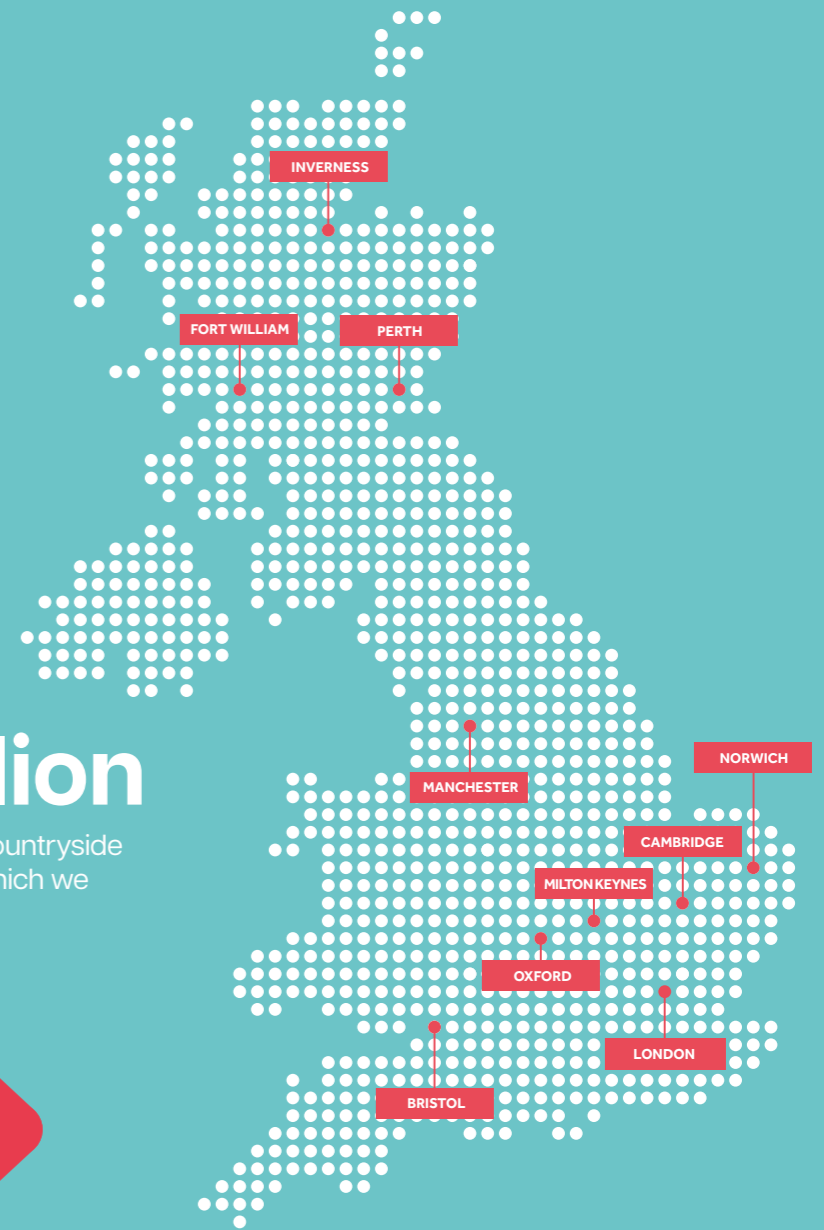 INVERNESS
FORT WILLIAM
PERTH
lion
ountryside
hich we
NORWICH
MANCHESTER
CAMBRIDGE
MILTON KEYNES
OXFORD
LONDON
BRISTOL